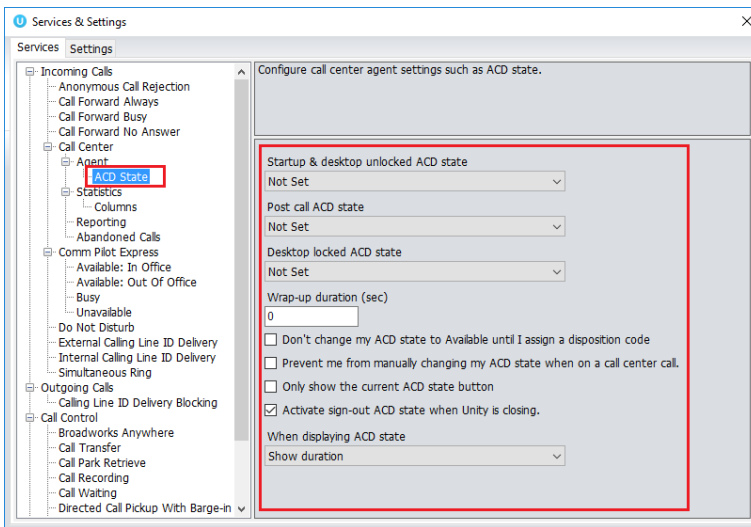 Services & Settings
Services Settings
Incoming Calls
Anonymous Call Rejection
Call Forward Always
Call Forward Busy
Call Forward No Answer
Call Center
Agent
ACD State
Statistics
Columns
Reporting
Abandoned Calls
Comm Pilot Express
Available: In Office
Available: Out Of Office
Busy
Unavailable
Do Not Disturb
External Calling Line ID Delivery
Internal Calling Line ID Delivery
Simultaneous Ring
Outgoing Calls
Calling Line ID Delivery Blocking
Call Control
Broadworks Anywhere
Call Transfer
Call Park Retrieve
Call Recording
Call Waiting
Directed Call Pickup With Barge-in
Configure call center agent settings such as ACD state.
Startup & desktop unlocked ACD state
Not Set
Post call ACD state
Not Set
Desktop locked ACD state
Not Set
Wrap-up duration (sec)
0
Don't change my ACD state to Available until I assign a disposition code
Prevent me from manually changing my ACD state when on a call center call.
Only show the current ACD state button
Activate sign-out ACD state when Unity is closing.
When displaying ACD state
Show duration